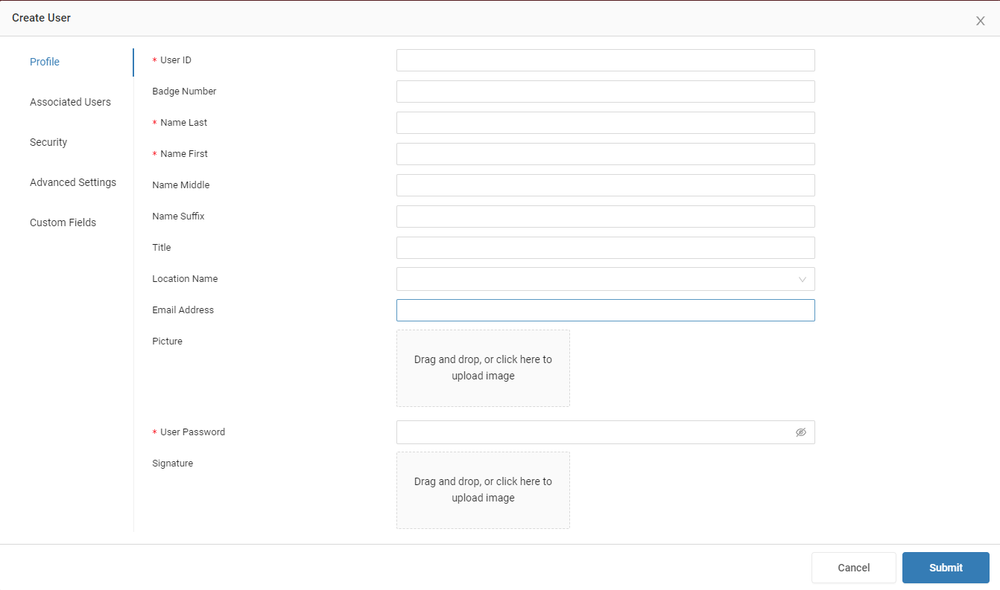 Create User
Profile
Associated Users
Security
Advanced Settings
Custom Fields
* User ID
Badge Number
* Name Last
* Name First
Name Middle
Name Suffix
Title
Location Name
Email Address
Picture
Drag and drop, or click here to
upload image
* User Password
Signature
Drag and drop, or click here to
upload image
Cancel
Submit